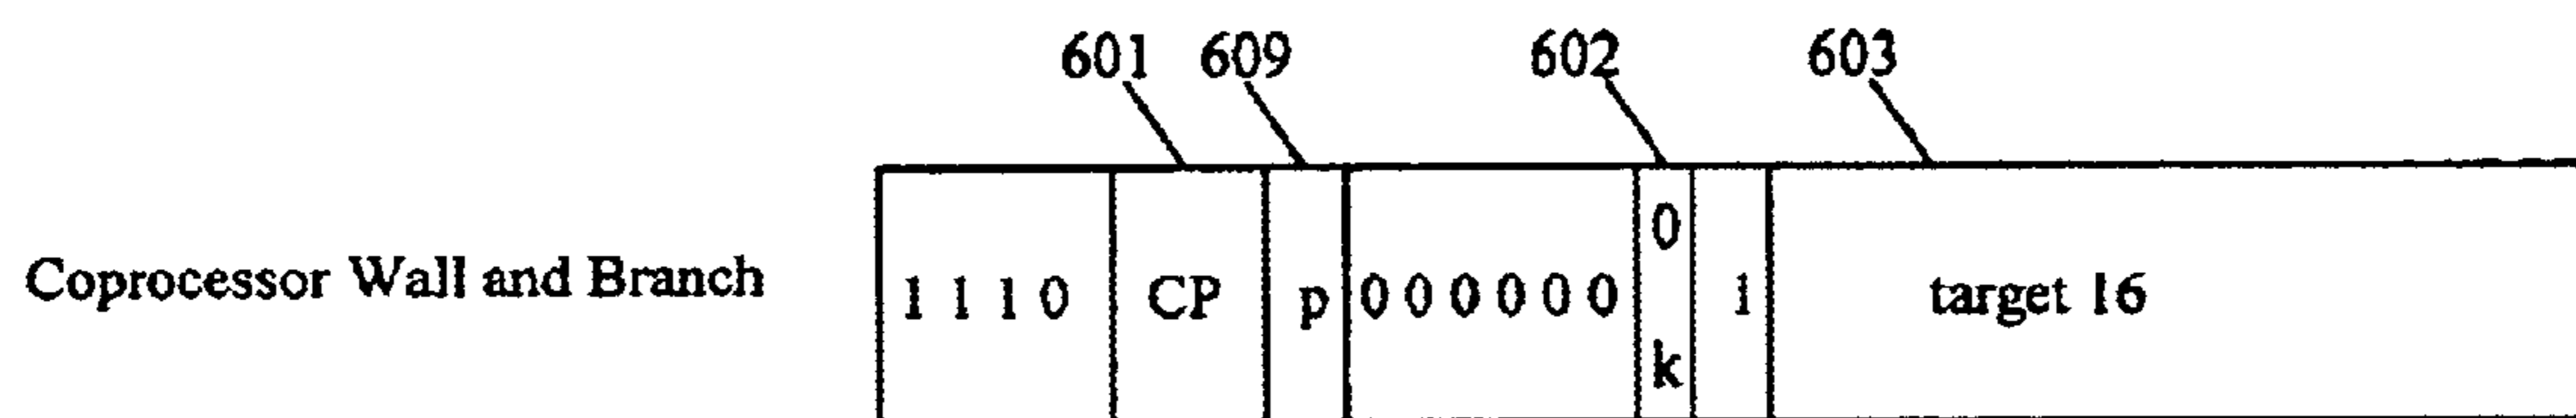 601 609 602 603
Coprocessor Wall and Branch 1 1 1 0 CP p 0 0 0 0 0 0 0 k 1 target 16